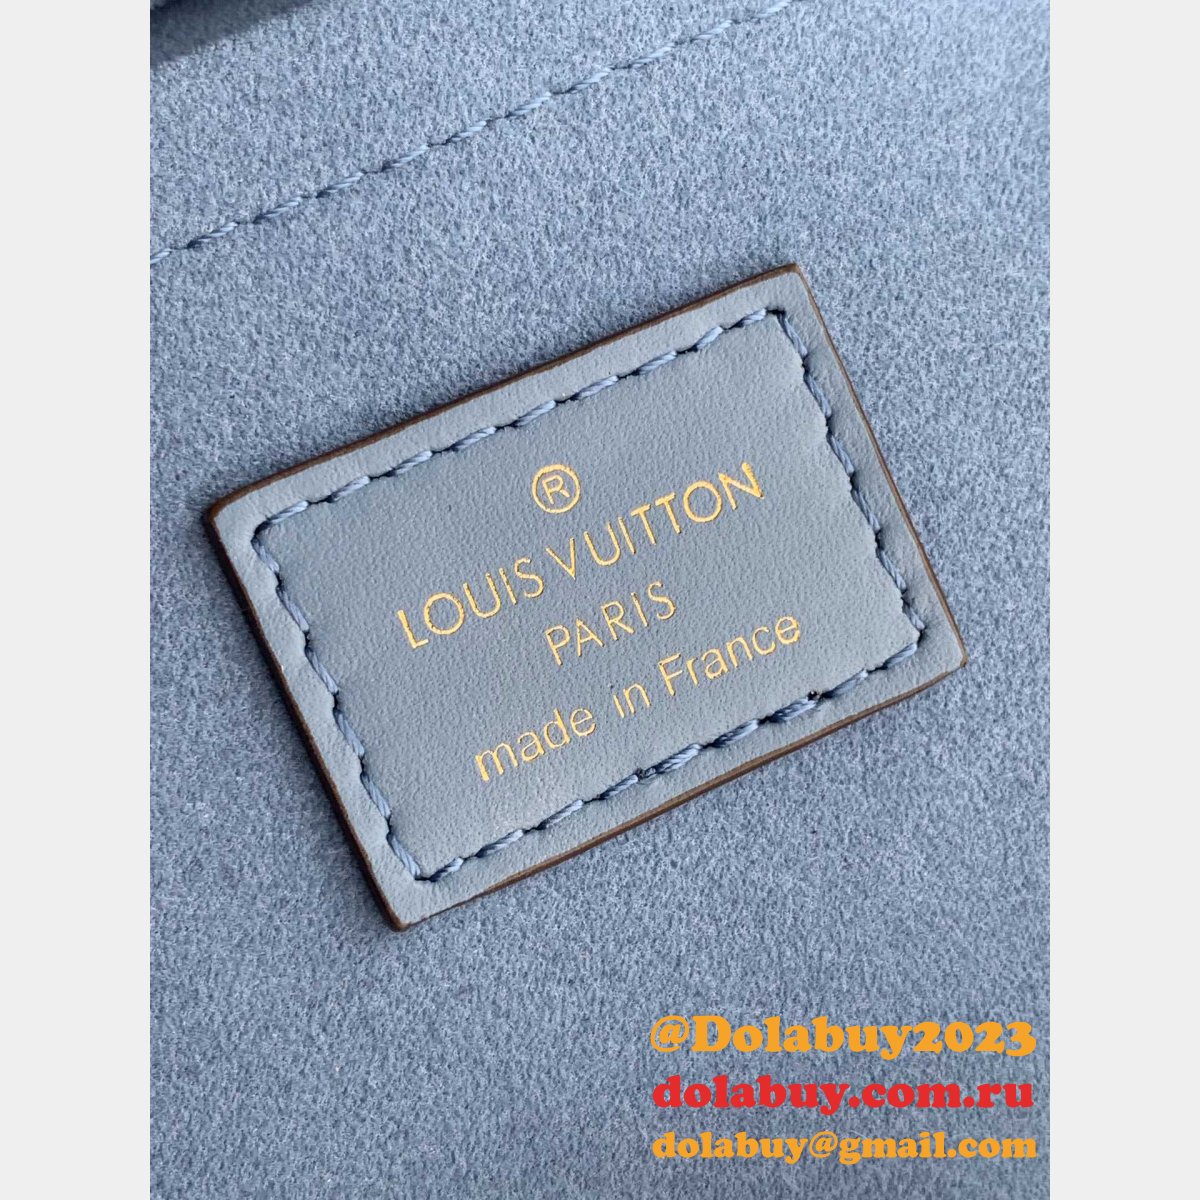 ®
LOUIS VUITTON
PARIS
made in France
@Dolabuy2023
dolabuy.com.ru
dolabuy@gmail.com